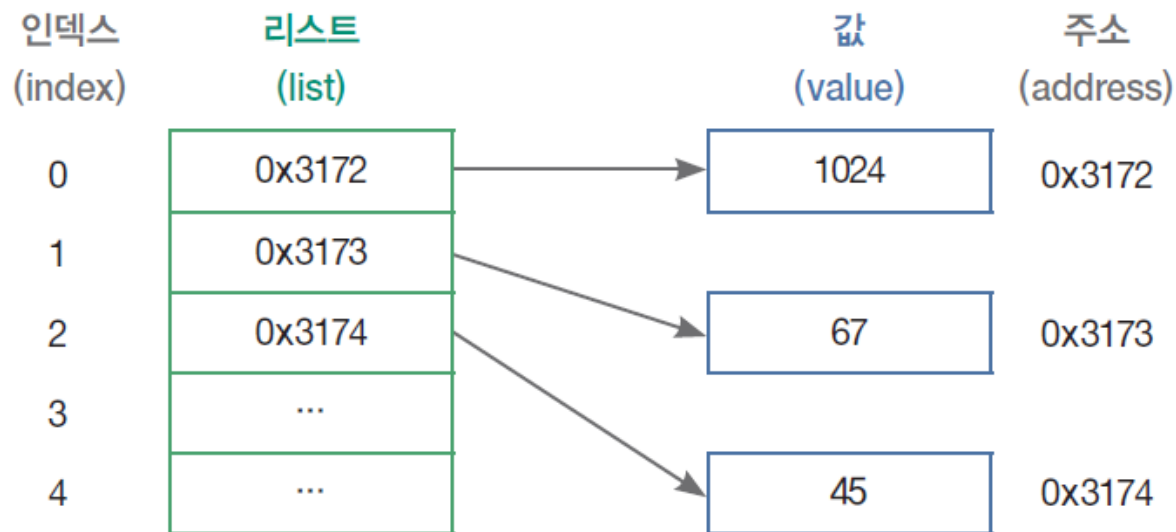 인덱스 리스트 값 주소
(index) (list) (value) (address)
0 0x3172 1024 0x3172
1 0x3173
2 0x3174 67 0x3173
3 ...
4 ... 45 0x3174